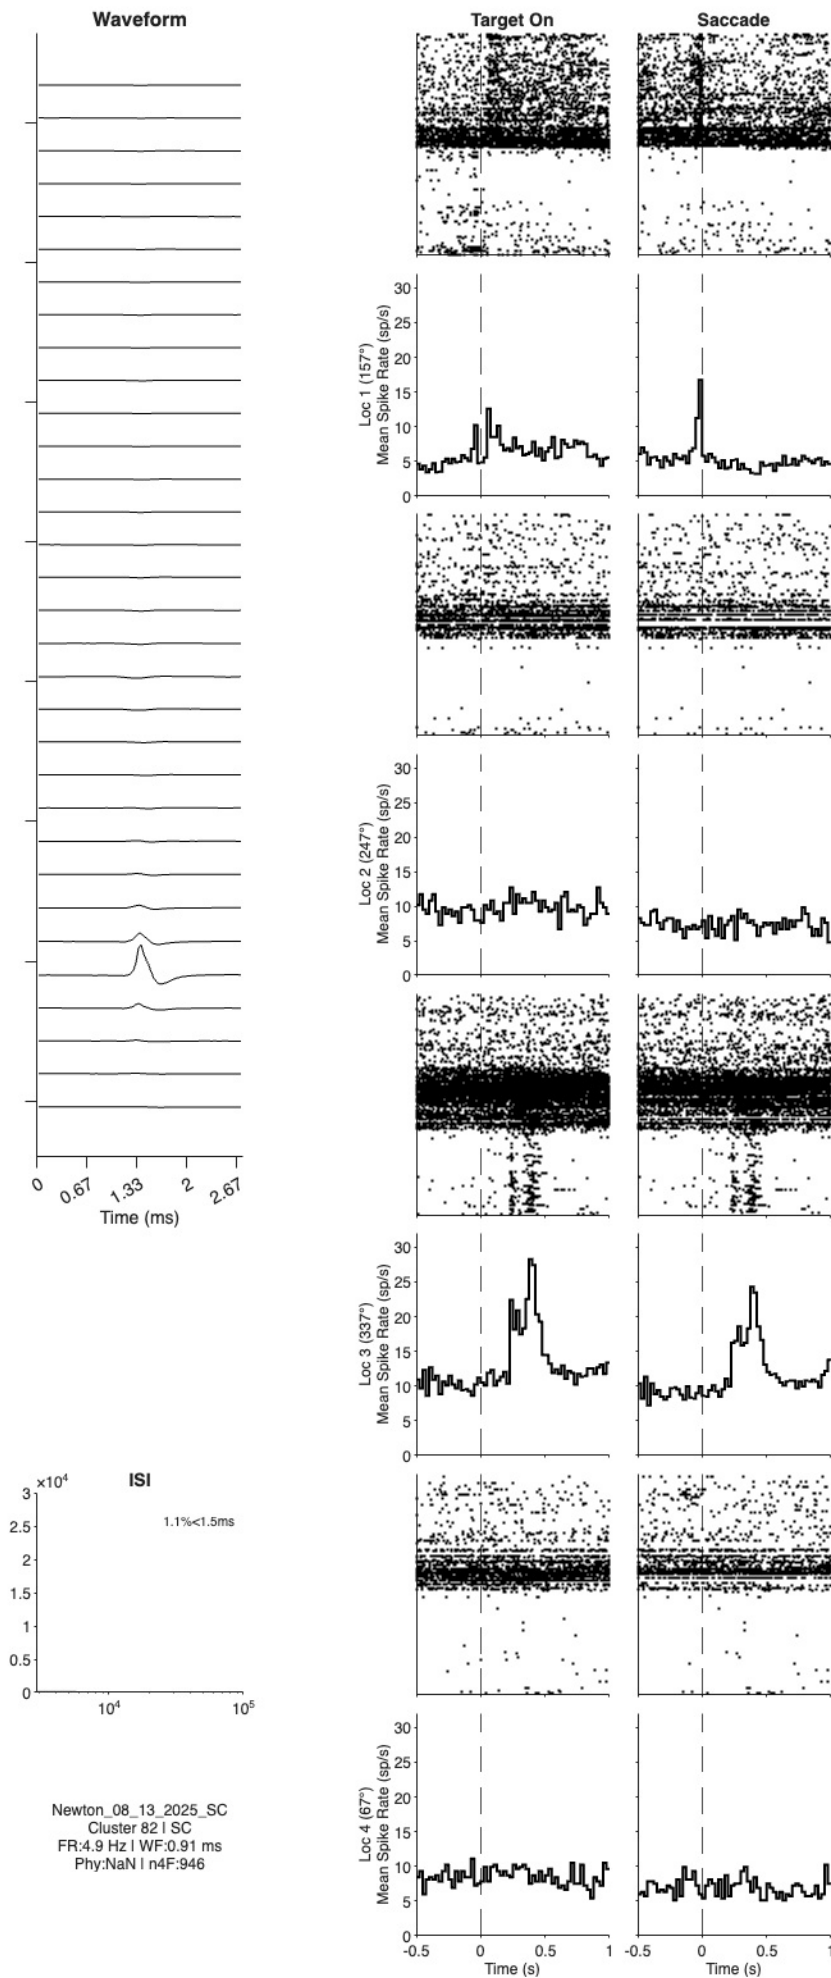 Waveform
Target On
Saccade
30
25
20
15
10
5
0
Loc 1 (157°)
Mean Spike Rate (sp/s)
30
25
20
15
10
5
0
Loc 2 (247°)
Mean Spike Rate (sp/s)
0
0.67
1.33
2
2.67
Time (ms)
30
25
20
15
10
5
0
Loc 3 (337°)
Mean Spike Rate (sp/s)
×10⁴
ISI
3
2.5
2
1.5
1
0.5
0
1.1%<1.5ms
10⁴
10⁵
30
25
20
15
10
5
0
Loc 4 (67°)
Mean Spike Rate (sp/s)
Newton_08_13_2025_SC
Cluster 82 | SC
FR:4.9 Hz | WF:0.91 ms
Phy:NaN | n4F:946
-0.5
0
0.5
1
Time (s)
-0.5
0
0.5
1
Time (s)